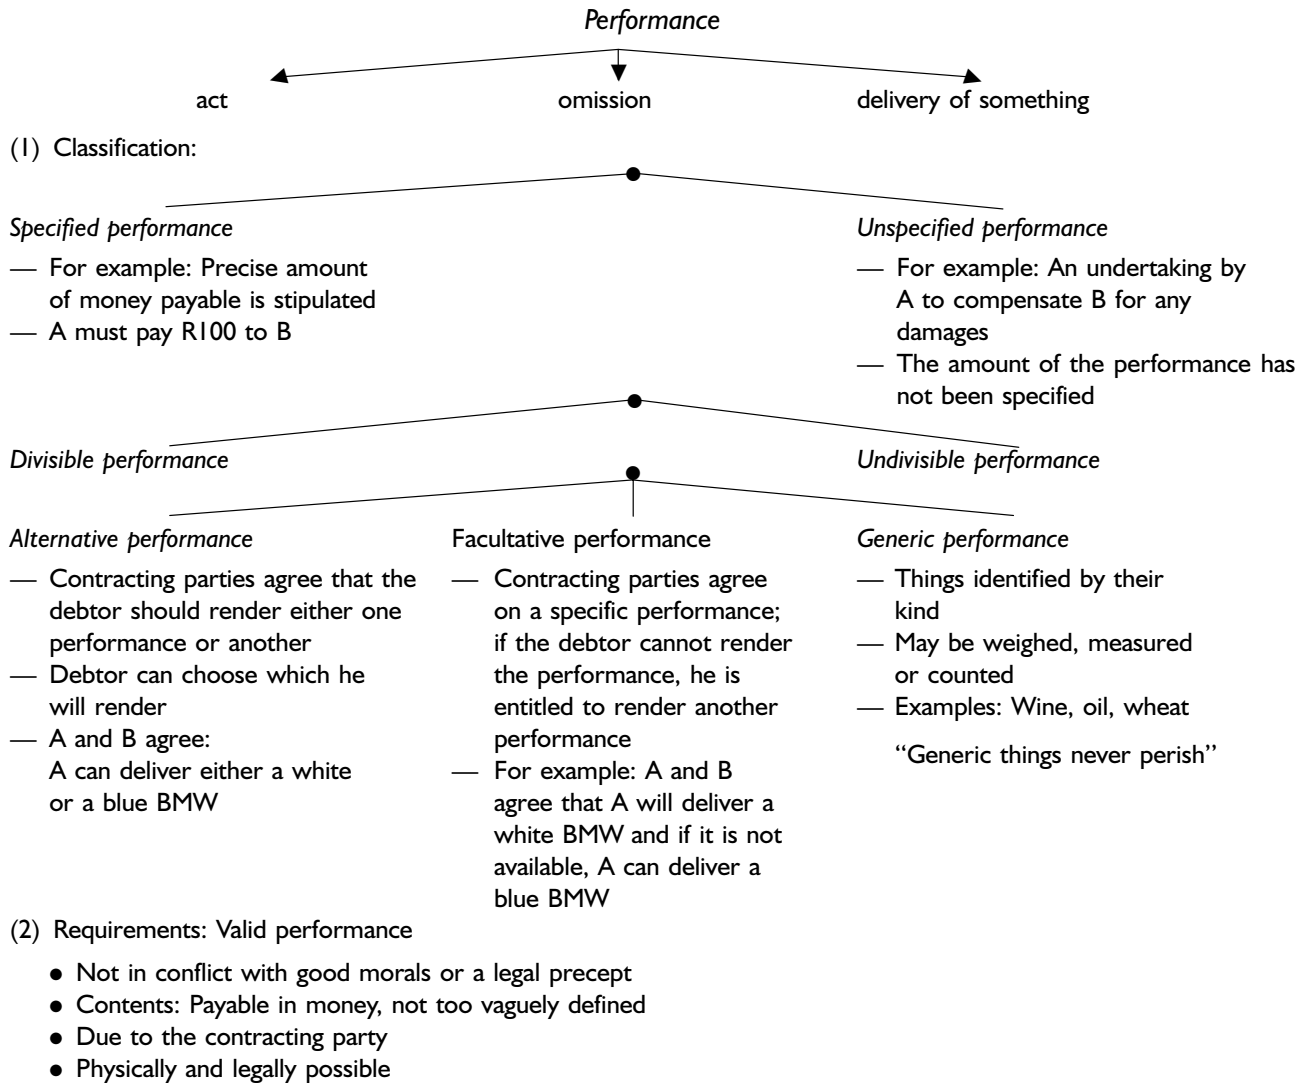 Performance
act omission delivery of something
(1) Classification:
Specified performance
— For example: Precise amount
of money payable is stipulated
— A must pay R100 to B
Unspecified performance
— For example: An undertaking by
A to compensate B for any
damages
— The amount of the performance has
not been specified
Divisible performance
Undivisible performance
Alternative performance
— Contracting parties agree that the
debtor should render either one
performance or another
— Debtor can choose which he
will render
— A and B agree:
A can deliver either a white
or a blue BMW
Facultative performance
— Contracting parties agree
on a specific performance;
if the debtor cannot render
the performance, he is
entitled to render another
performance
— For example: A and B
agree that A will deliver a
white BMW and if it is not
available, A can deliver a
blue BMW
Generic performance
— Things identified by their
kind
— May be weighed, measured
or counted
— Examples: Wine, oil, wheat
“Generic things never perish”
(2) Requirements: Valid performance
● Not in conflict with good morals or a legal precept
● Contents: Payable in money, not too vaguely defined
● Due to the contracting party
● Physically and legally possible